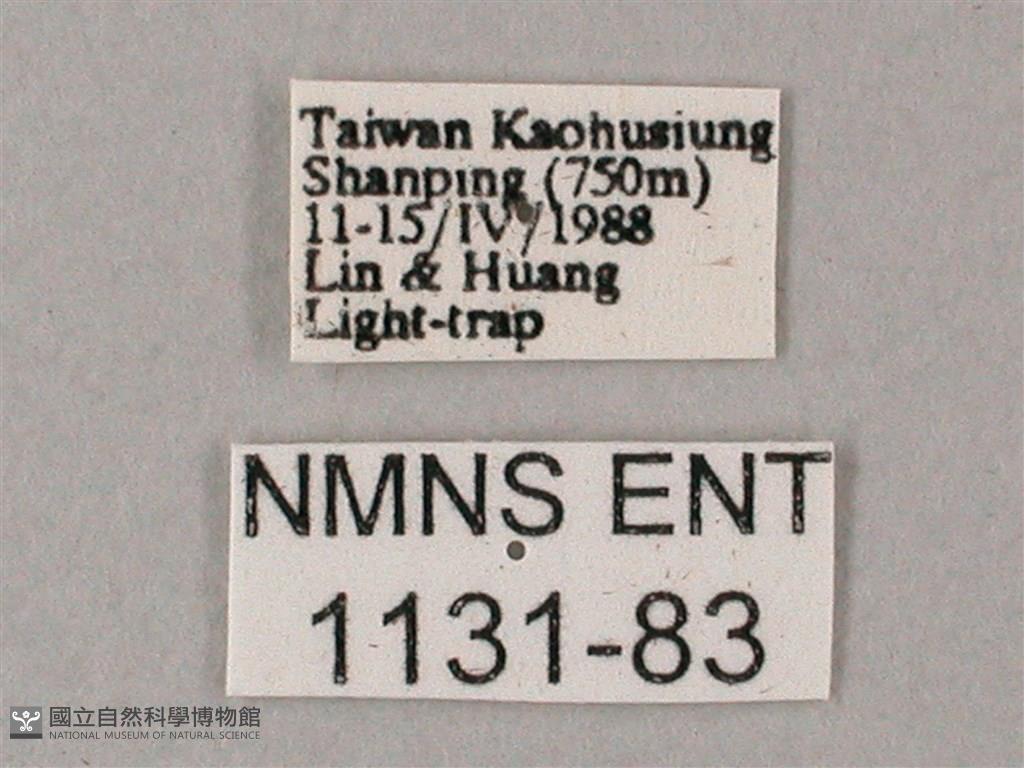 Taiwan Kaohusiung
Shanping (750m)
11-15/IV/1988
Lin & Huang
Light-trap
NMNS ENT
1131-83
國立自然科學博物館
NATIONAL MUSEUM OF NATURAL SCIENCE